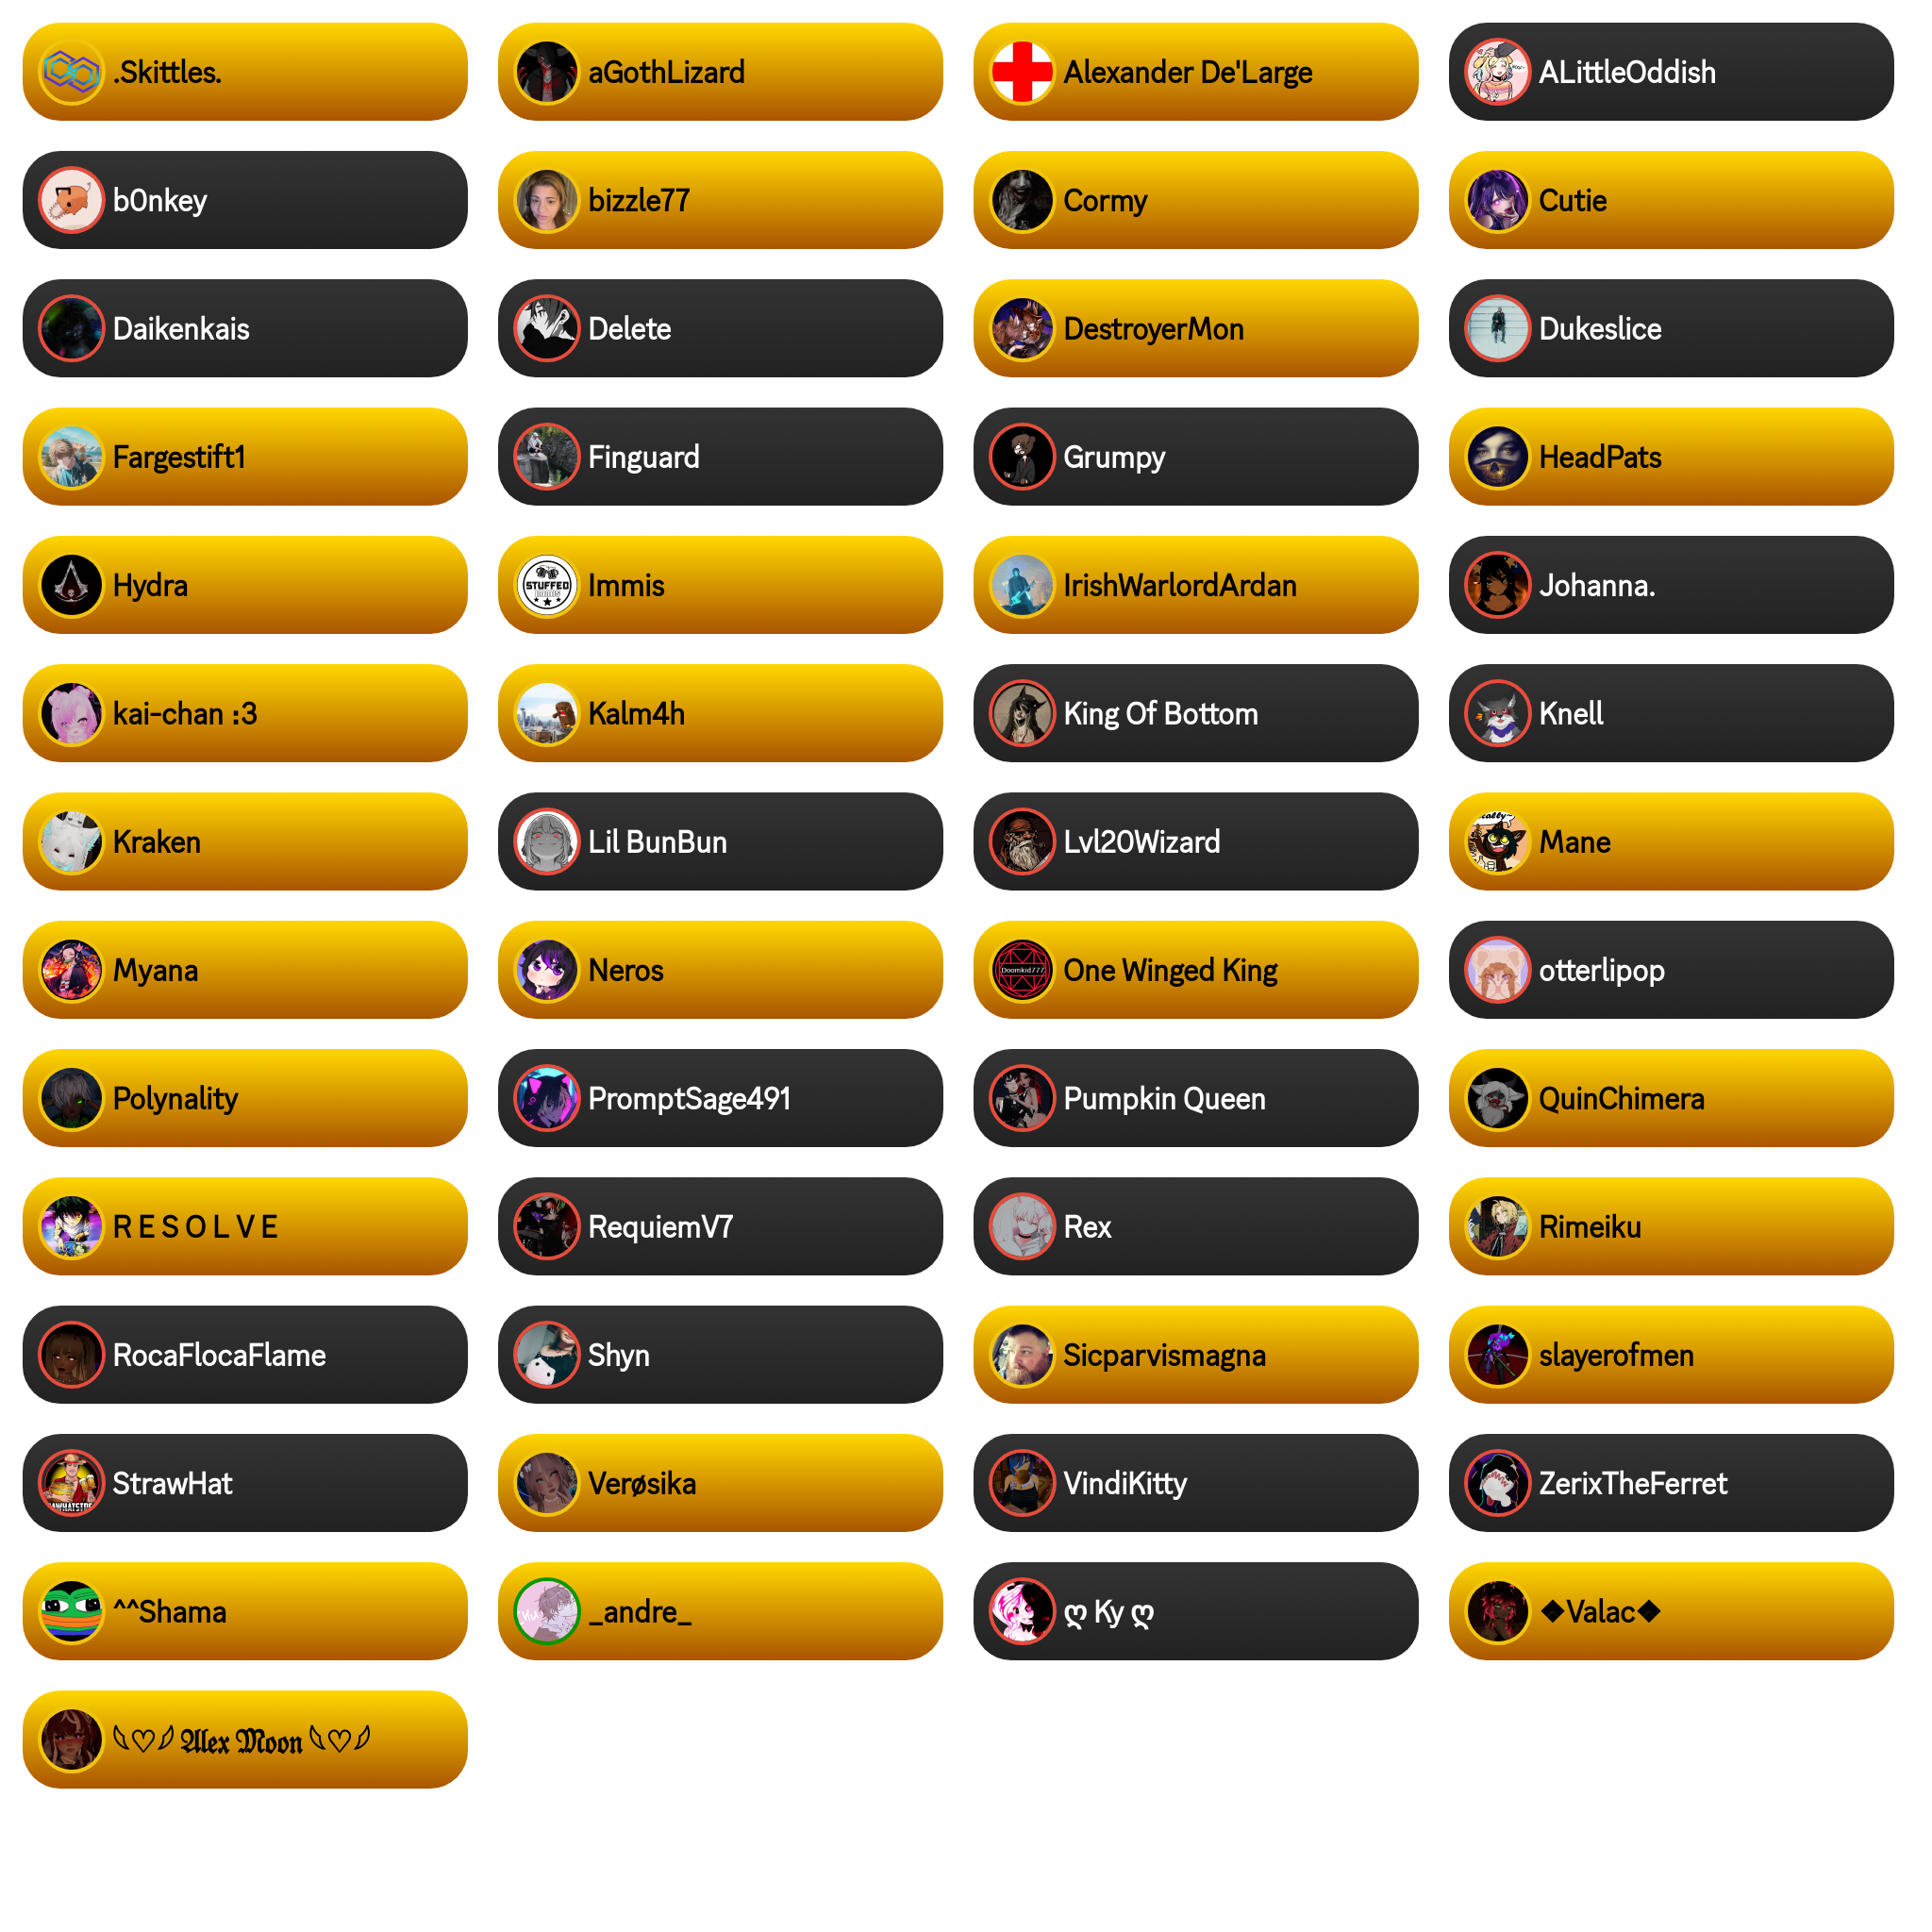 .Skittles.
aGothLizard
Alexander De'Large
ALittleOddish
b0nkey
bizzle77
Cormy
Cutie
Daikenkais
Delete
DestroyerMon
Dukeslice
Fargestift1
Finguard
Grumpy
HeadPats
Hydra
STUFFED
Immis
IrishWarlordArdan
Johanna.
kai-chan :3
Kalm4h
King Of Bottom
Knell
Kraken
Lil BunBun
Lvl20Wizard
Mane
Myana
Neros
Doomkid777
One Winged King
otterlipop
Polynality
PromptSage491
Pumpkin Queen
QuinChimera
R E S O L V E
RequiemV7
Rex
Rimeiku
RocaFlocaFlame
Shyn
Sicparvismagna
slayerofmen
StrawHat
Verøsika
VindiKitty
ZerixTheFerret
^^Shama
_andre_
ღ Ky ღ
❖Valac❖
𓆩♡𓆪 𝕬𝖑𝖊𝖝 𝕸𝖔𝖔𝖓 𓆩♡𓆪